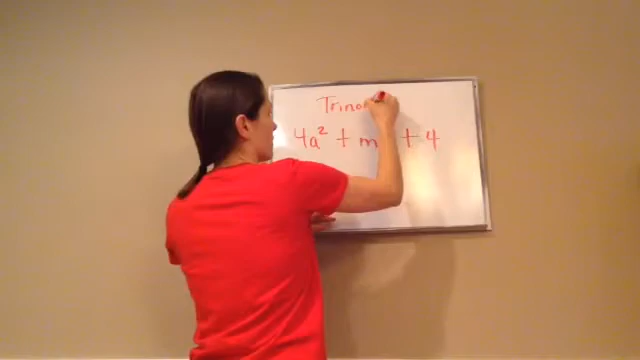 Trino
4a² + m + 4